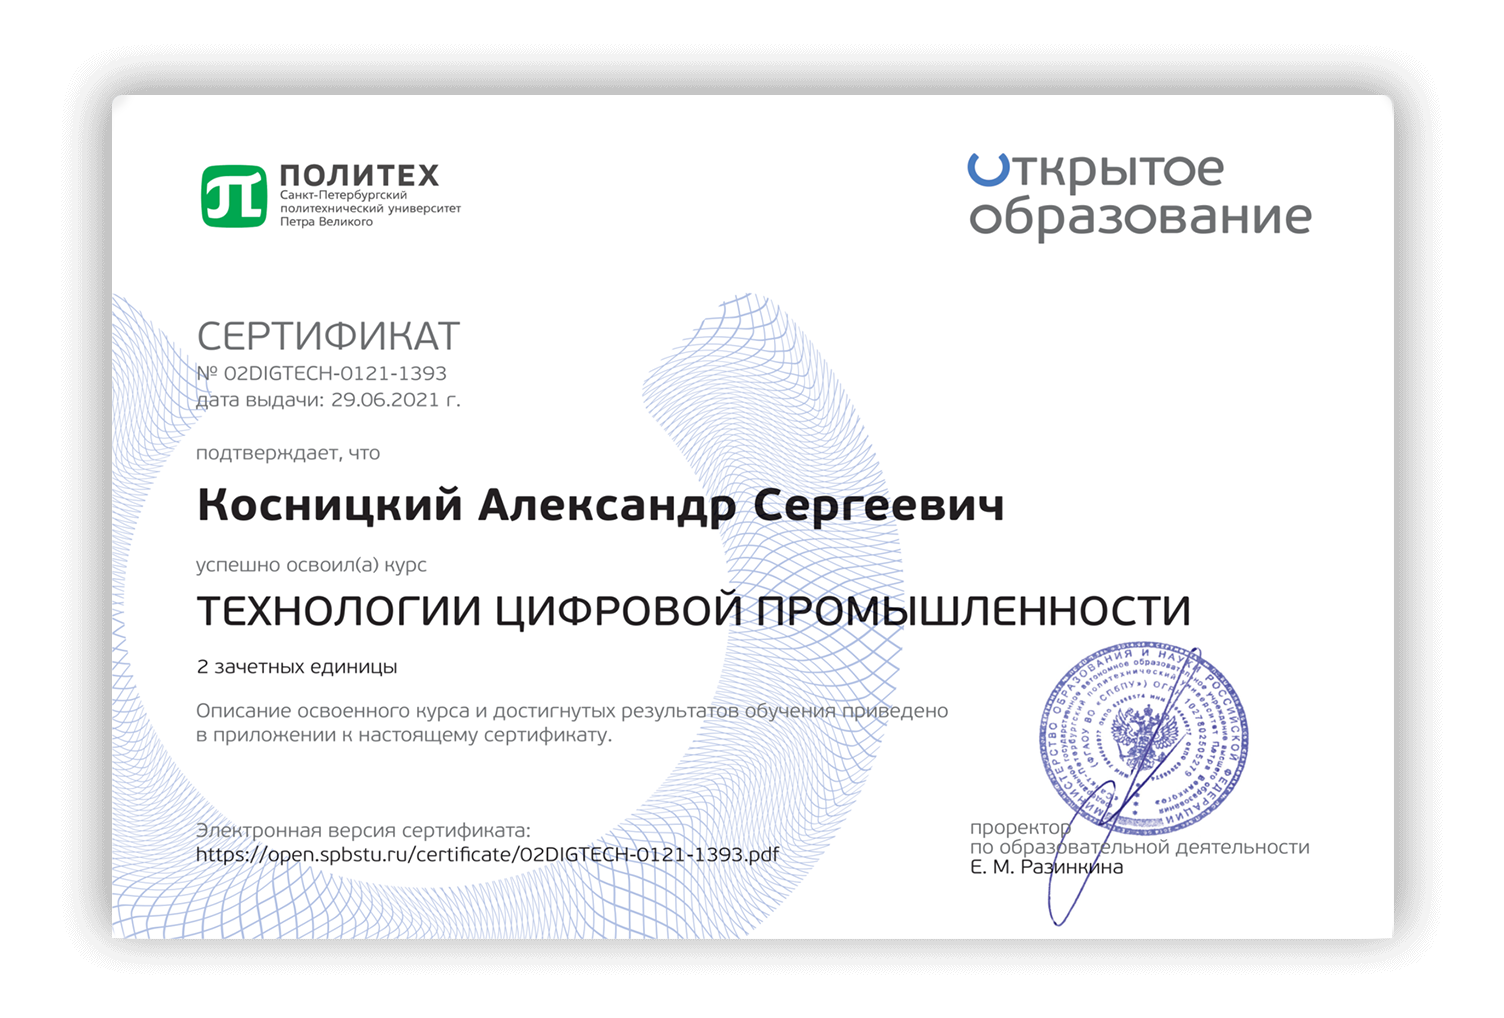 ПОЛИТЕХ
Санкт-Петербургский
политехнический университет
Петра Великого
Открытое
образование
СЕРТИФИКАТ
№ 02DIGTECH-0121-1393
дата выдачи: 29.06.2021 г.
подтверждает, что
Косницкий Александр Сергеевич
успешно освоил(а) курс
ТЕХНОЛОГИИ ЦИФРОВОЙ ПРОМЫШЛЕННОСТИ
2 зачетных единицы
Описание освоенного курса и достигнутых результатов обучения приведено
в приложении к настоящему сертификату.
Электронная версия сертификата:
https://open.spbstu.ru/certificate/02DIGTECH-0121-1393.pdf
МИНИСТЕРСТВО ОБРАЗОВАНИЯ И НАУКИ РОССИЙСКОЙ ФЕДЕРАЦИИ
проректор
по образовательной деятельности
Е. М. Разинкина